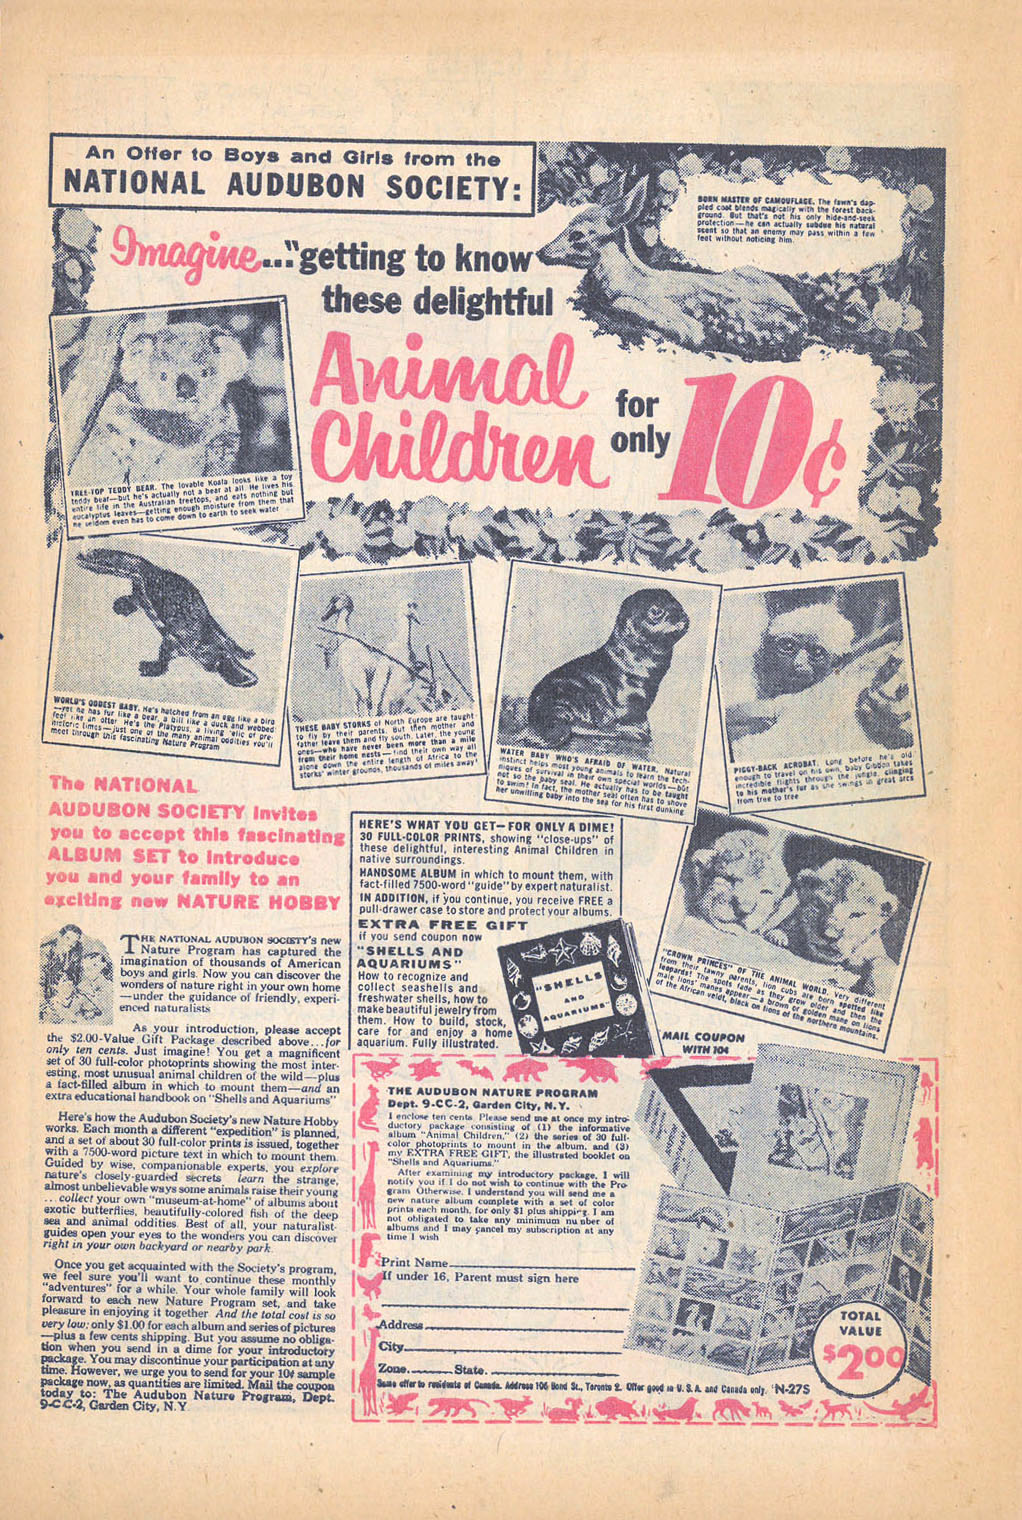 An Offer to Boys and Girls from the
NATIONAL AUDUBON SOCIETY:
Imagine..."getting to know
these delightful
Animal
Children
for
only
10¢
BORN MASTER OF CAMOUFLAGE. The fawn's dap-
pled coat blends magically with the forest back-
ground. But that's not his only hide-and-seek
protection—he can actually subdue his natural
scent so that an enemy may pass within a few
feet without noticing him.
TREE-TOP TEDDY BEAR. The lovable Koala looks like a toy
teddy bear—but he's actually not a bear at all. He lives his
entire life in the Australian treetops, and eats nothing but
eucalyptus leaves—getting enough moisture from them that
he seldom even has to come down to earth to seek water
WORLD'S ODDEST BABY. He's hatched from an egg like a bird
—yet he has fur like a bear, a bill like a duck and webbed
feet like an otter. He's the Platypus, a living relic of pre-
historic times—just one of the many animal oddities you'll
meet through this fascinating Nature Program
THESE BABY STORKS of North Europe are taught
to fly by their parents. But then mother and
father leave them and fly south. Later, the young
ones—who have never been more than a mile
from their home nests—find their own way all
alone down the entire length of Africa to the
storks' winter grounds, thousands of miles away!
WATER BABY WHO'S AFRAID OF WATER. Natural
instinct helps most young animals to learn the tech-
niques of survival in their own special worlds—but
not so the baby seal. He actually has to be taught
to swim! In fact, the mother seal often has to shove
her unwilling baby into the sea for his first dunking
PIGGY-BACK ACROBAT. Long before he's old
enough to travel on his own, baby Gibbon takes
incredible flights through the jungle, clinging
to his mother's fur as she swings in great arcs
from tree to tree
The NATIONAL
AUDUBON SOCIETY Invites
you to accept this fascinating
ALBUM SET to Introduce
you and your family to an
exciting new NATURE HOBBY
HERE'S WHAT YOU GET—FOR ONLY A DIME!
30 FULL-COLOR PRINTS, showing "close-ups" of
these delightful, interesting Animal Children in
native surroundings.
HANDSOME ALBUM in which to mount them, with
fact-filled 7500-word "guide" by expert naturalist.
IN ADDITION, if you continue, you receive FREE a
pull-drawer case to store and protect your albums.
EXTRA FREE GIFT
if you send coupon now
"SHELLS AND
AQUARIUMS"
How to recognize and
collect seashells and
freshwater shells, how to
make beautiful jewelry from
them. How to build, stock,
care for and enjoy a home
aquarium. Fully illustrated.
"SHELLS
AND
AQUARIUMS"
"CROWN PRINCES" OF THE ANIMAL WORLD. Very different
from their tawny parents, lion cubs are born spotted like
leopards! The spots fade as they grow older and then the
male lions' manes appear—a brown or golden mane on lions
of the African veldt, black on lions of the northern mountains.
THE NATIONAL AUDUBON SOCIETY'S new
Nature Program has captured the
imagination of thousands of American
boys and girls. Now you can discover the
wonders of nature right in your own home
—under the guidance of friendly, experi-
enced naturalists
As your introduction, please accept
the $2.00-Value Gift Package described above...for
only ten cents. Just imagine! You get a magnificent
set of 30 full-color photoprints showing the most inter-
esting, most unusual animal children of the wild—plus
a fact-filled album in which to mount them—and an
extra educational handbook on "Shells and Aquariums"
Here's how the Audubon Society's new Nature Hobby
works. Each month a different "expedition" is planned,
and a set of about 30 full-color prints is issued, together
with a 7500-word picture text in which to mount them
Guided by wise, companionable experts, you explore
nature's closely-guarded secrets learn the strange,
almost unbelievable ways some animals raise their young
... collect your own "museum-at-home" of albums about
exotic butterflies, beautifully-colored fish of the deep
sea and animal oddities. Best of all, your naturalist-
guides open your eyes to the wonders you can discover
right in your own backyard or nearby park
Once you get acquainted with the Society's program,
we feel sure you'll want to continue these monthly
"adventures" for a while. Your whole family will look
forward to each new Nature Program set, and take
pleasure in enjoying it together And the total cost is so
very low; only $1.00 for each album and series of pictures
—plus a few cents shipping. But you assume no obliga-
tion when you send in a dime for your introductory
package. You may discontinue your participation at any
time. However, we urge you to send for your 10¢ sample
package now, as quantities are limited. Mail the coupon
today to: The Audubon Nature Program, Dept.
9-CC-2, Garden City, N.Y
MAIL COUPON
WITH 10¢
THE AUDUBON NATURE PROGRAM
Dept. 9-CC-2, Garden City, N.Y.
I enclose ten cents Please send me at once my intro-
ductory package consisting of (1) the informative
album "Animal Children," (2) the series of 30 full-
color photoprints to mount in the album, and (3)
my EXTRA FREE GIFT, the illustrated booklet on
"Shells and Aquariums."
After examining my introductory package, I will
notify you if I do not wish to continue with the Pro-
gram Otherwise, I understand you will send me a
new nature album complete with a set of color
prints each month, for only $1 plus shipping. I am
not obligated to take any minimum number of
albums and I may cancel my subscription at any
time I wish
Print Name
If under 16, Parent must sign here
Address
City
Zone State
Same offer to residents of Canada. Address 106 Bond St., Toronto 2. Offer good in U.S.A. and Canada only. N-27S
TOTAL
VALUE
$2.00